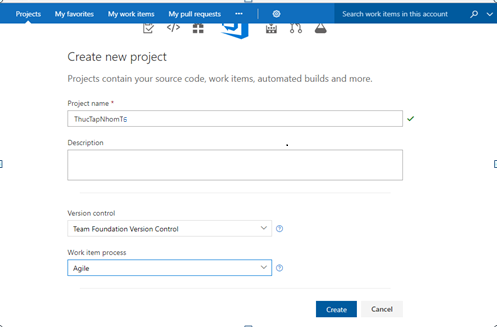 Projects My favorites My work items My pull requests ••• Search work items in this account
Create new project
Projects contain your source code, work items, automated builds and more.
Project name *
ThucTapNhomT6
Description
Version control
Team Foundation Version Control
Work item process
Agile
Create Cancel